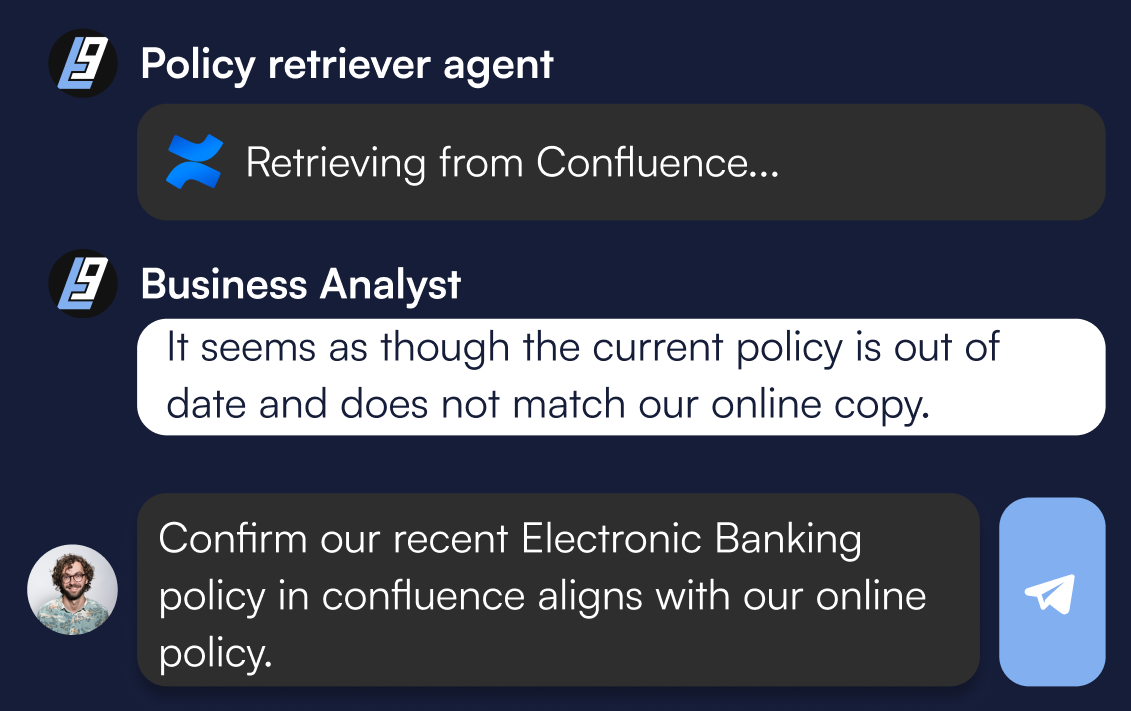 Policy retriever agent
Retrieving from Confluence...
Business Analyst
It seems as though the current policy is out of
date and does not match our online copy.
Confirm our recent Electronic Banking
policy in confluence aligns with our online
policy.